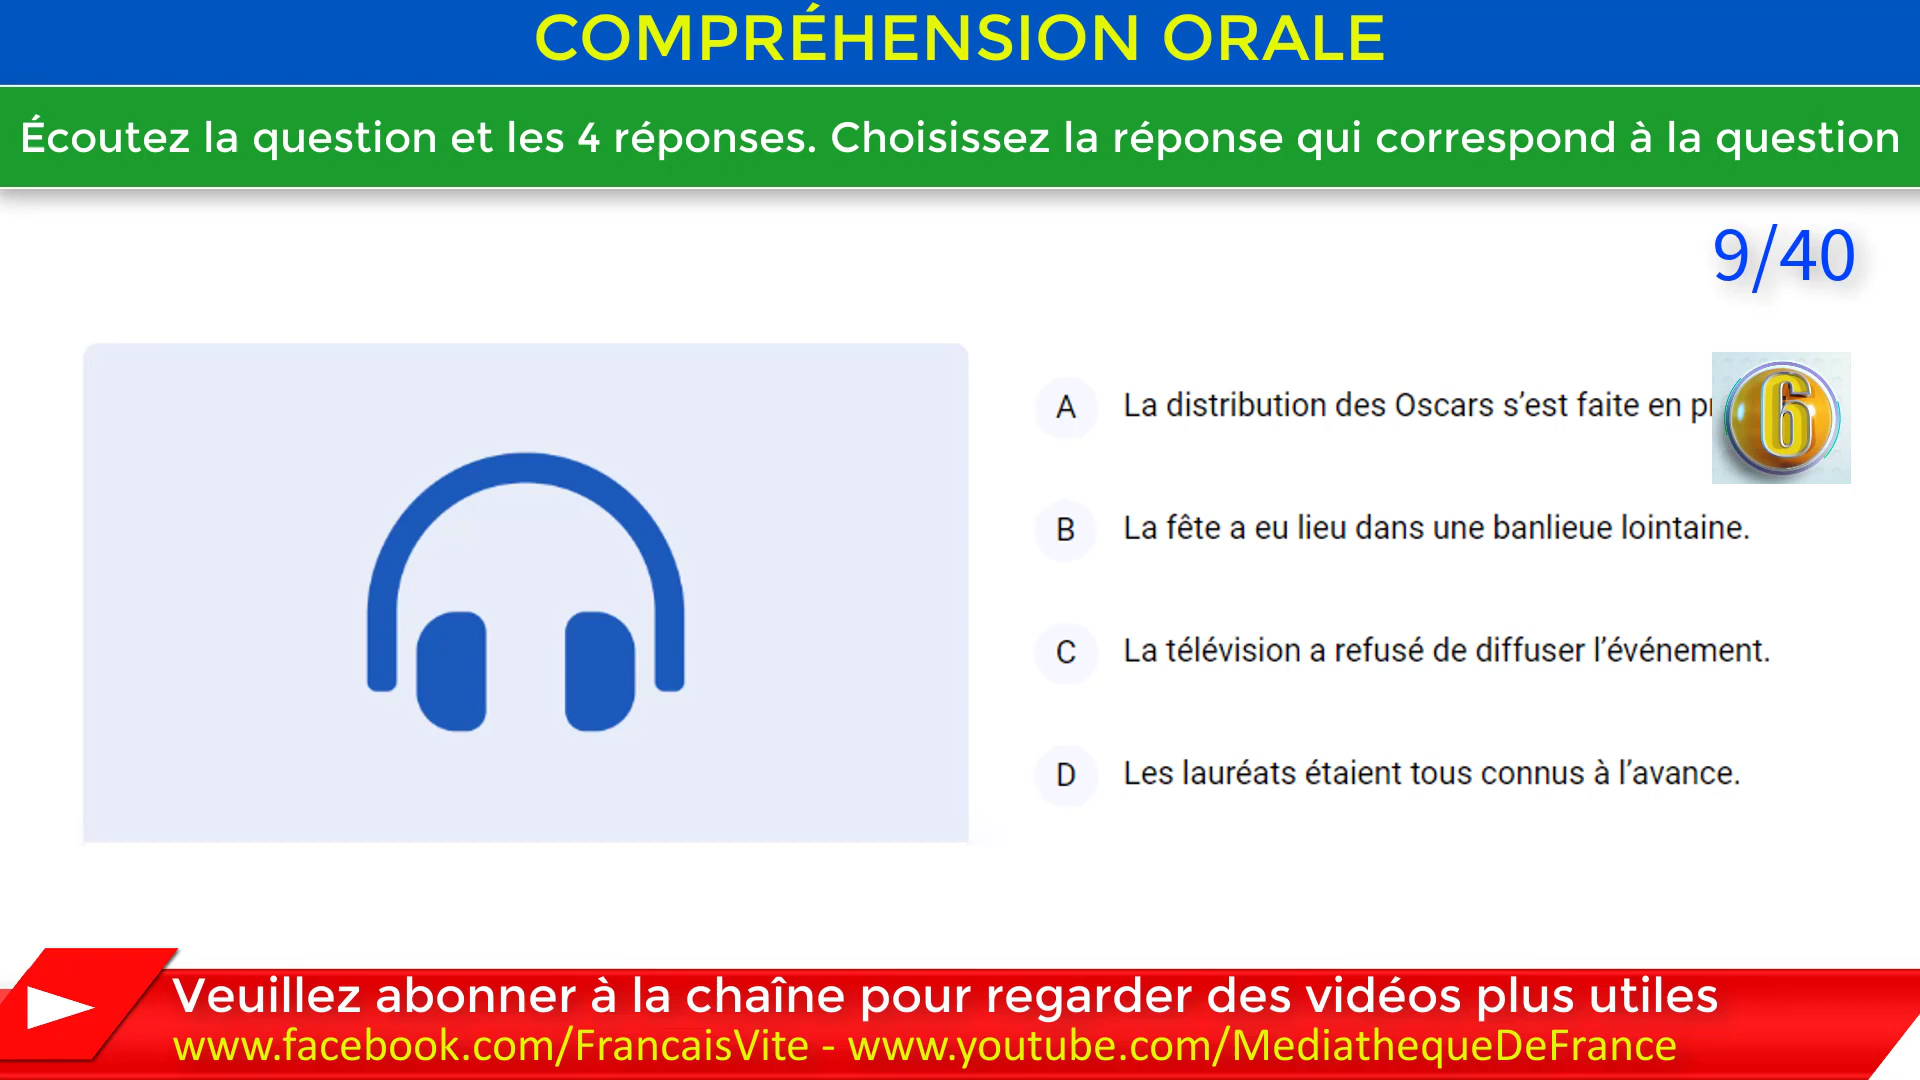 COMPRÉHENSION ORALE
Écoutez la question et les 4 réponses. Choisissez la réponse qui correspond à la question
9/40
A La distribution des Oscars s’est faite en
6
B La fête a eu lieu dans une banlieue lointaine.
C La télévision a refusé de diffuser l’événement.
D Les lauréats étaient tous connus à l’avance.
Veuillez abonner à la chaîne pour regarder des vidéos plus utiles
www.facebook.com/FrancaisVite - www.youtube.com/MediathequeDeFrance